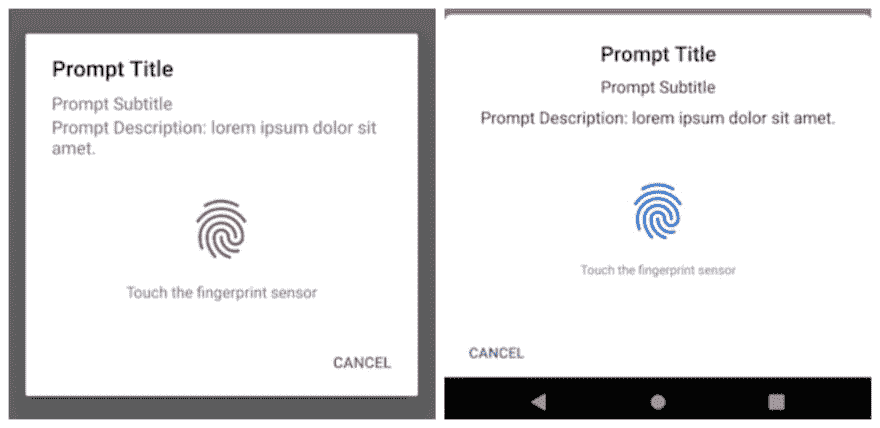 Prompt Title
Prompt Subtitle
Prompt Description: lorem ipsum dolor sit
amet.
Touch the fingerprint sensor
CANCEL
Prompt Title
Prompt Subtitle
Prompt Description: lorem ipsum dolor sit amet.
Touch the fingerprint sensor
CANCEL